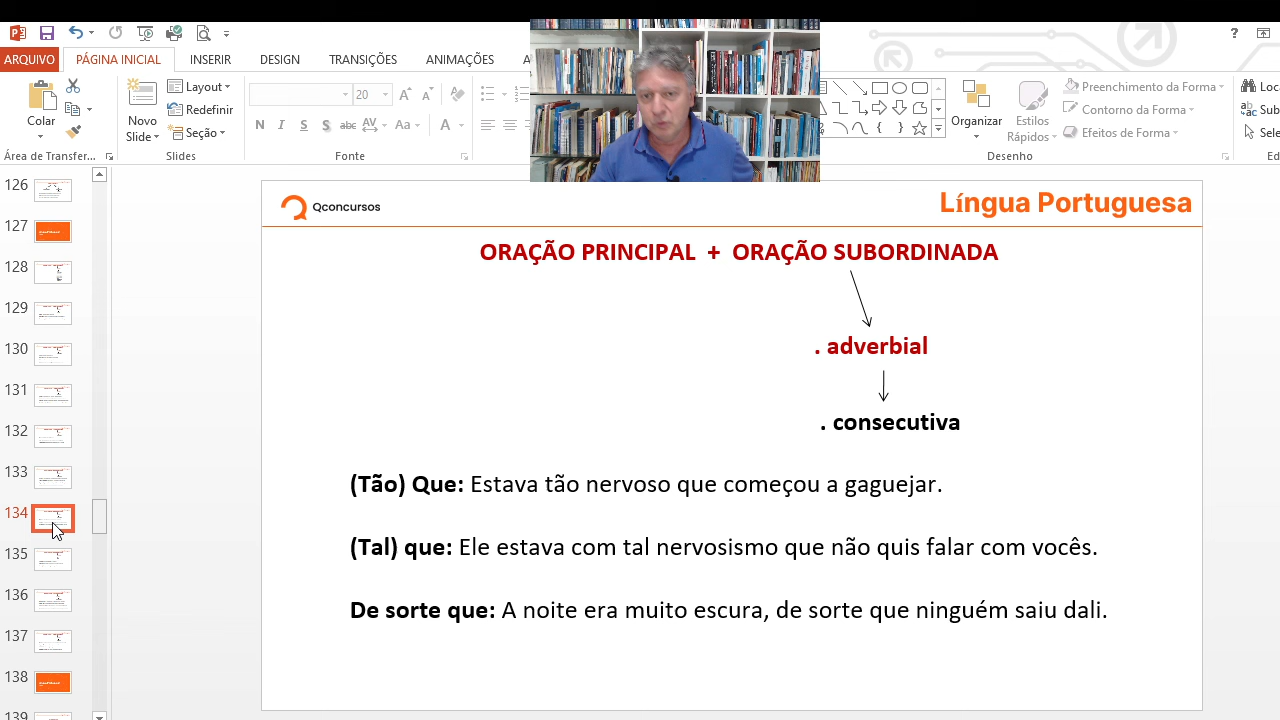 ARQUIVO
PÁGINA INICIAL
INSERIR
DESIGN
TRANSIÇÕES
ANIMAÇÕES
?
Colar
Novo
Slide
Layout
Redefinir
Seção
20
N
I
S
abc
AV
Aa
A
Organizar
Estilos
Rápidos
Preenchimento da Forma
Contorno da Forma
Efeitos de Forma
Área de Transfer...
Slides
Fonte
Desenho
126
127
128
129
130
131
132
133
134
135
136
137
138
139
Qconcursos
Língua Portuguesa
ORAÇÃO PRINCIPAL + ORAÇÃO SUBORDINADA
. adverbial
. consecutiva
(Tão) Que: Estava tão nervoso que começou a gaguejar.
(Tal) que: Ele estava com tal nervosismo que não quis falar com vocês.
De sorte que: A noite era muito escura, de sorte que ninguém saiu dali.